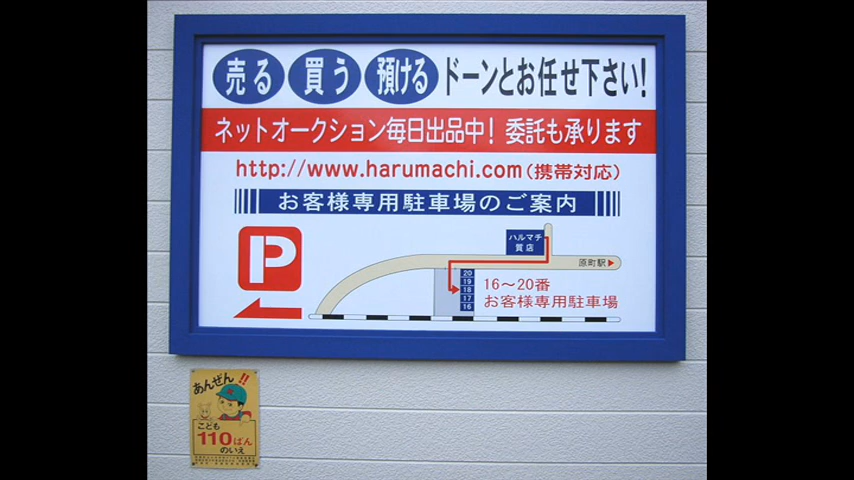 売る 買う 預ける ドーンとお任せ下さい!
ネットオークション毎日出品中! 委託も承ります
http://www.harumachi.com(携帯対応)
お客様専用駐車場のご案内
P
ハルマチ
質店
原町駅▶
20
19
18
17
16
16〜20番
お客様専用駐車場
あんぜん!!
こども
110ばん
のいえ